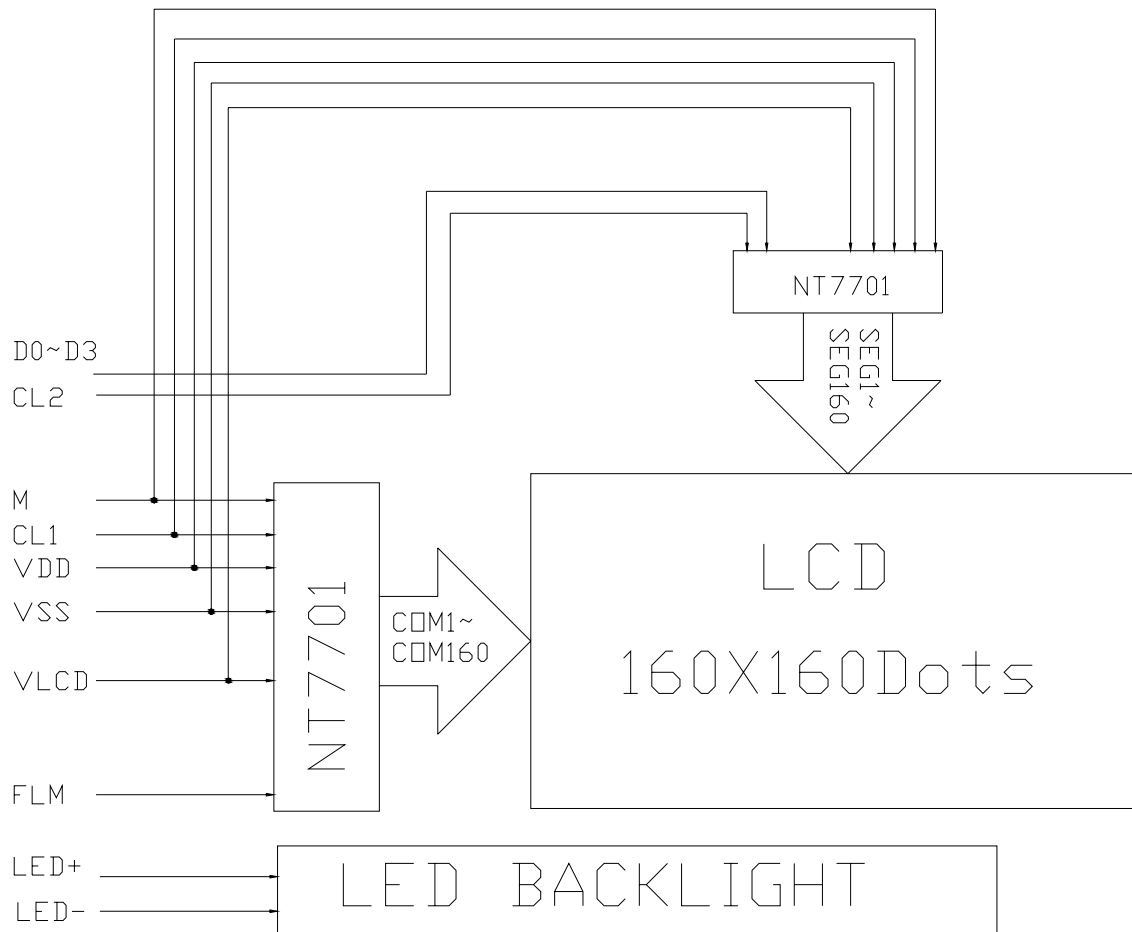 NT7701
SEG1~
SEG160
D0~D3
CL2
M
CL1
VDD
VSS
VLCD
FLM
NT7701
COM1~
COM160
LCD
160X160Dots
LED+
LED-
LED BACKLIGHT